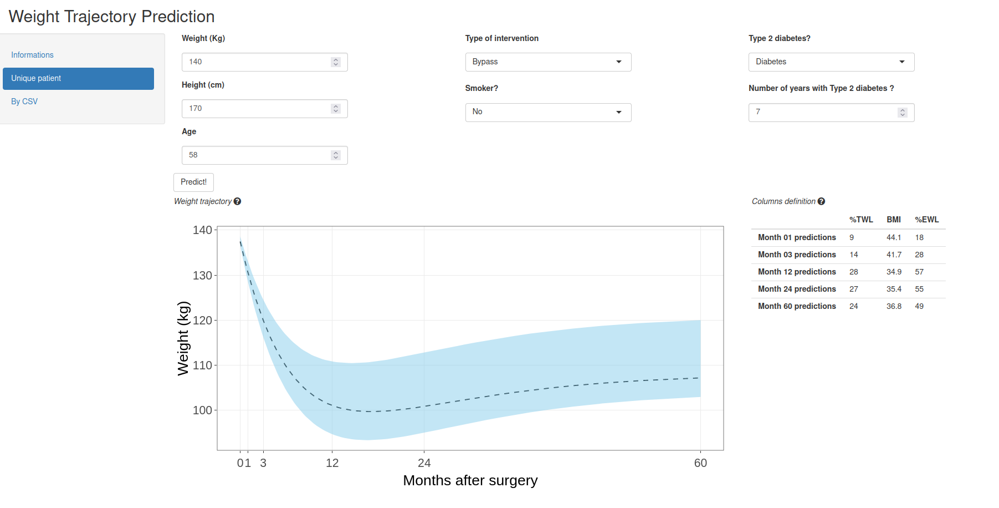 Weight Trajectory Prediction
Informations
Unique patient
By CSV
Weight (Kg)
140
Height (cm)
170
Age
58
Type of intervention
Bypass
Smoker?
No
Type 2 diabetes?
Diabetes
Number of years with Type 2 diabetes ?
7
Predict!
Weight trajectory ?
140
130
120
110
100
Weight (kg)
0 1 3 12 24 60
Months after surgery
Columns definition ?
%TWL BMI %EWL
Month 01 predictions 9 44.1 18
Month 03 predictions 14 41.7 28
Month 12 predictions 28 34.9 57
Month 24 predictions 27 35.4 55
Month 60 predictions 24 36.8 49